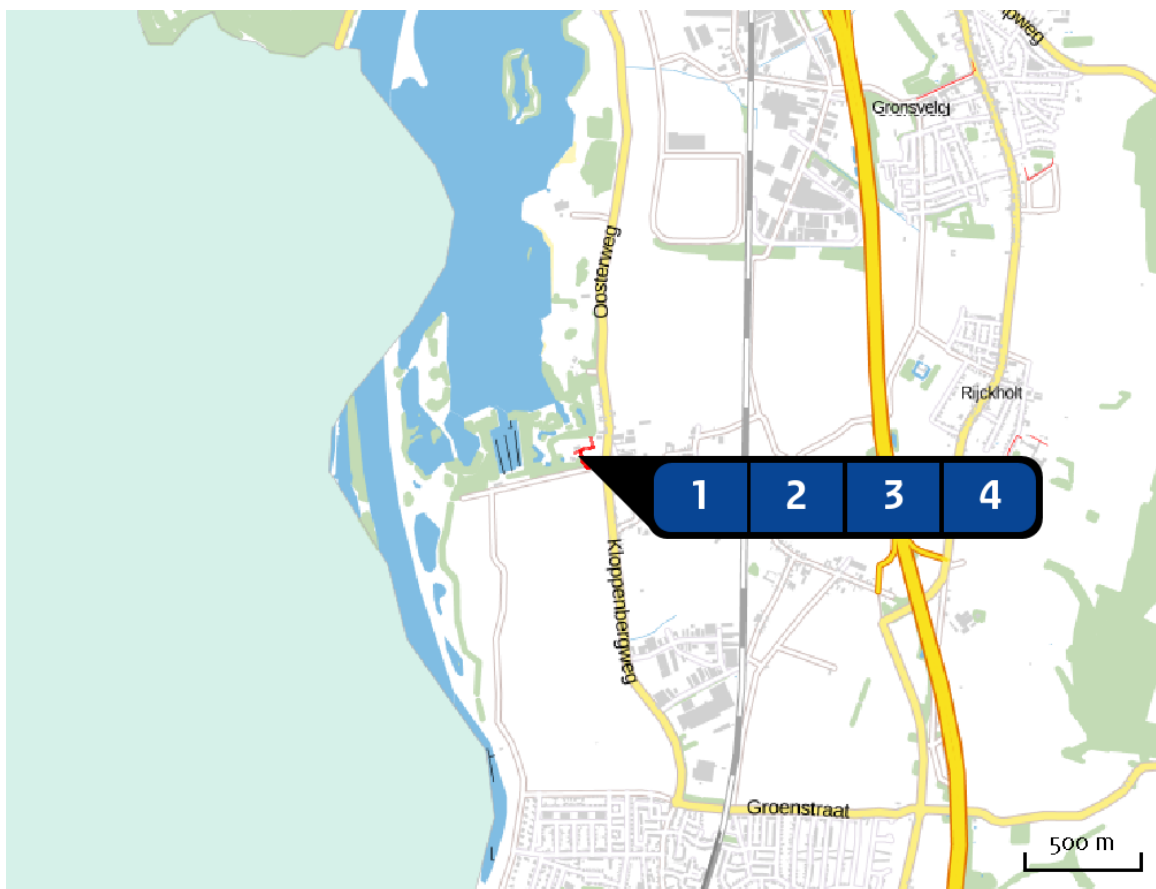 Gronsveld
Oosterweg
Rijckholt
1 2 3 4
Kloppenbergweg
Groenstraat
500 m